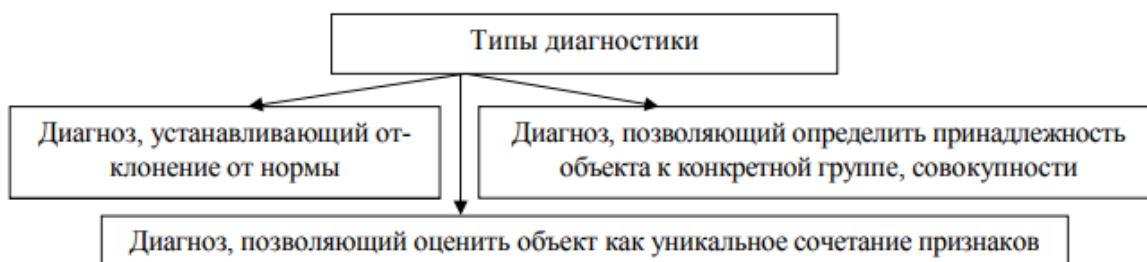 Типы диагностики
Диагноз, устанавливающий от-
клонение от нормы
Диагноз, позволяющий определить принадлежность
объекта к конкретной группе, совокупности
Диагноз, позволяющий оценить объект как уникальное сочетание признаков